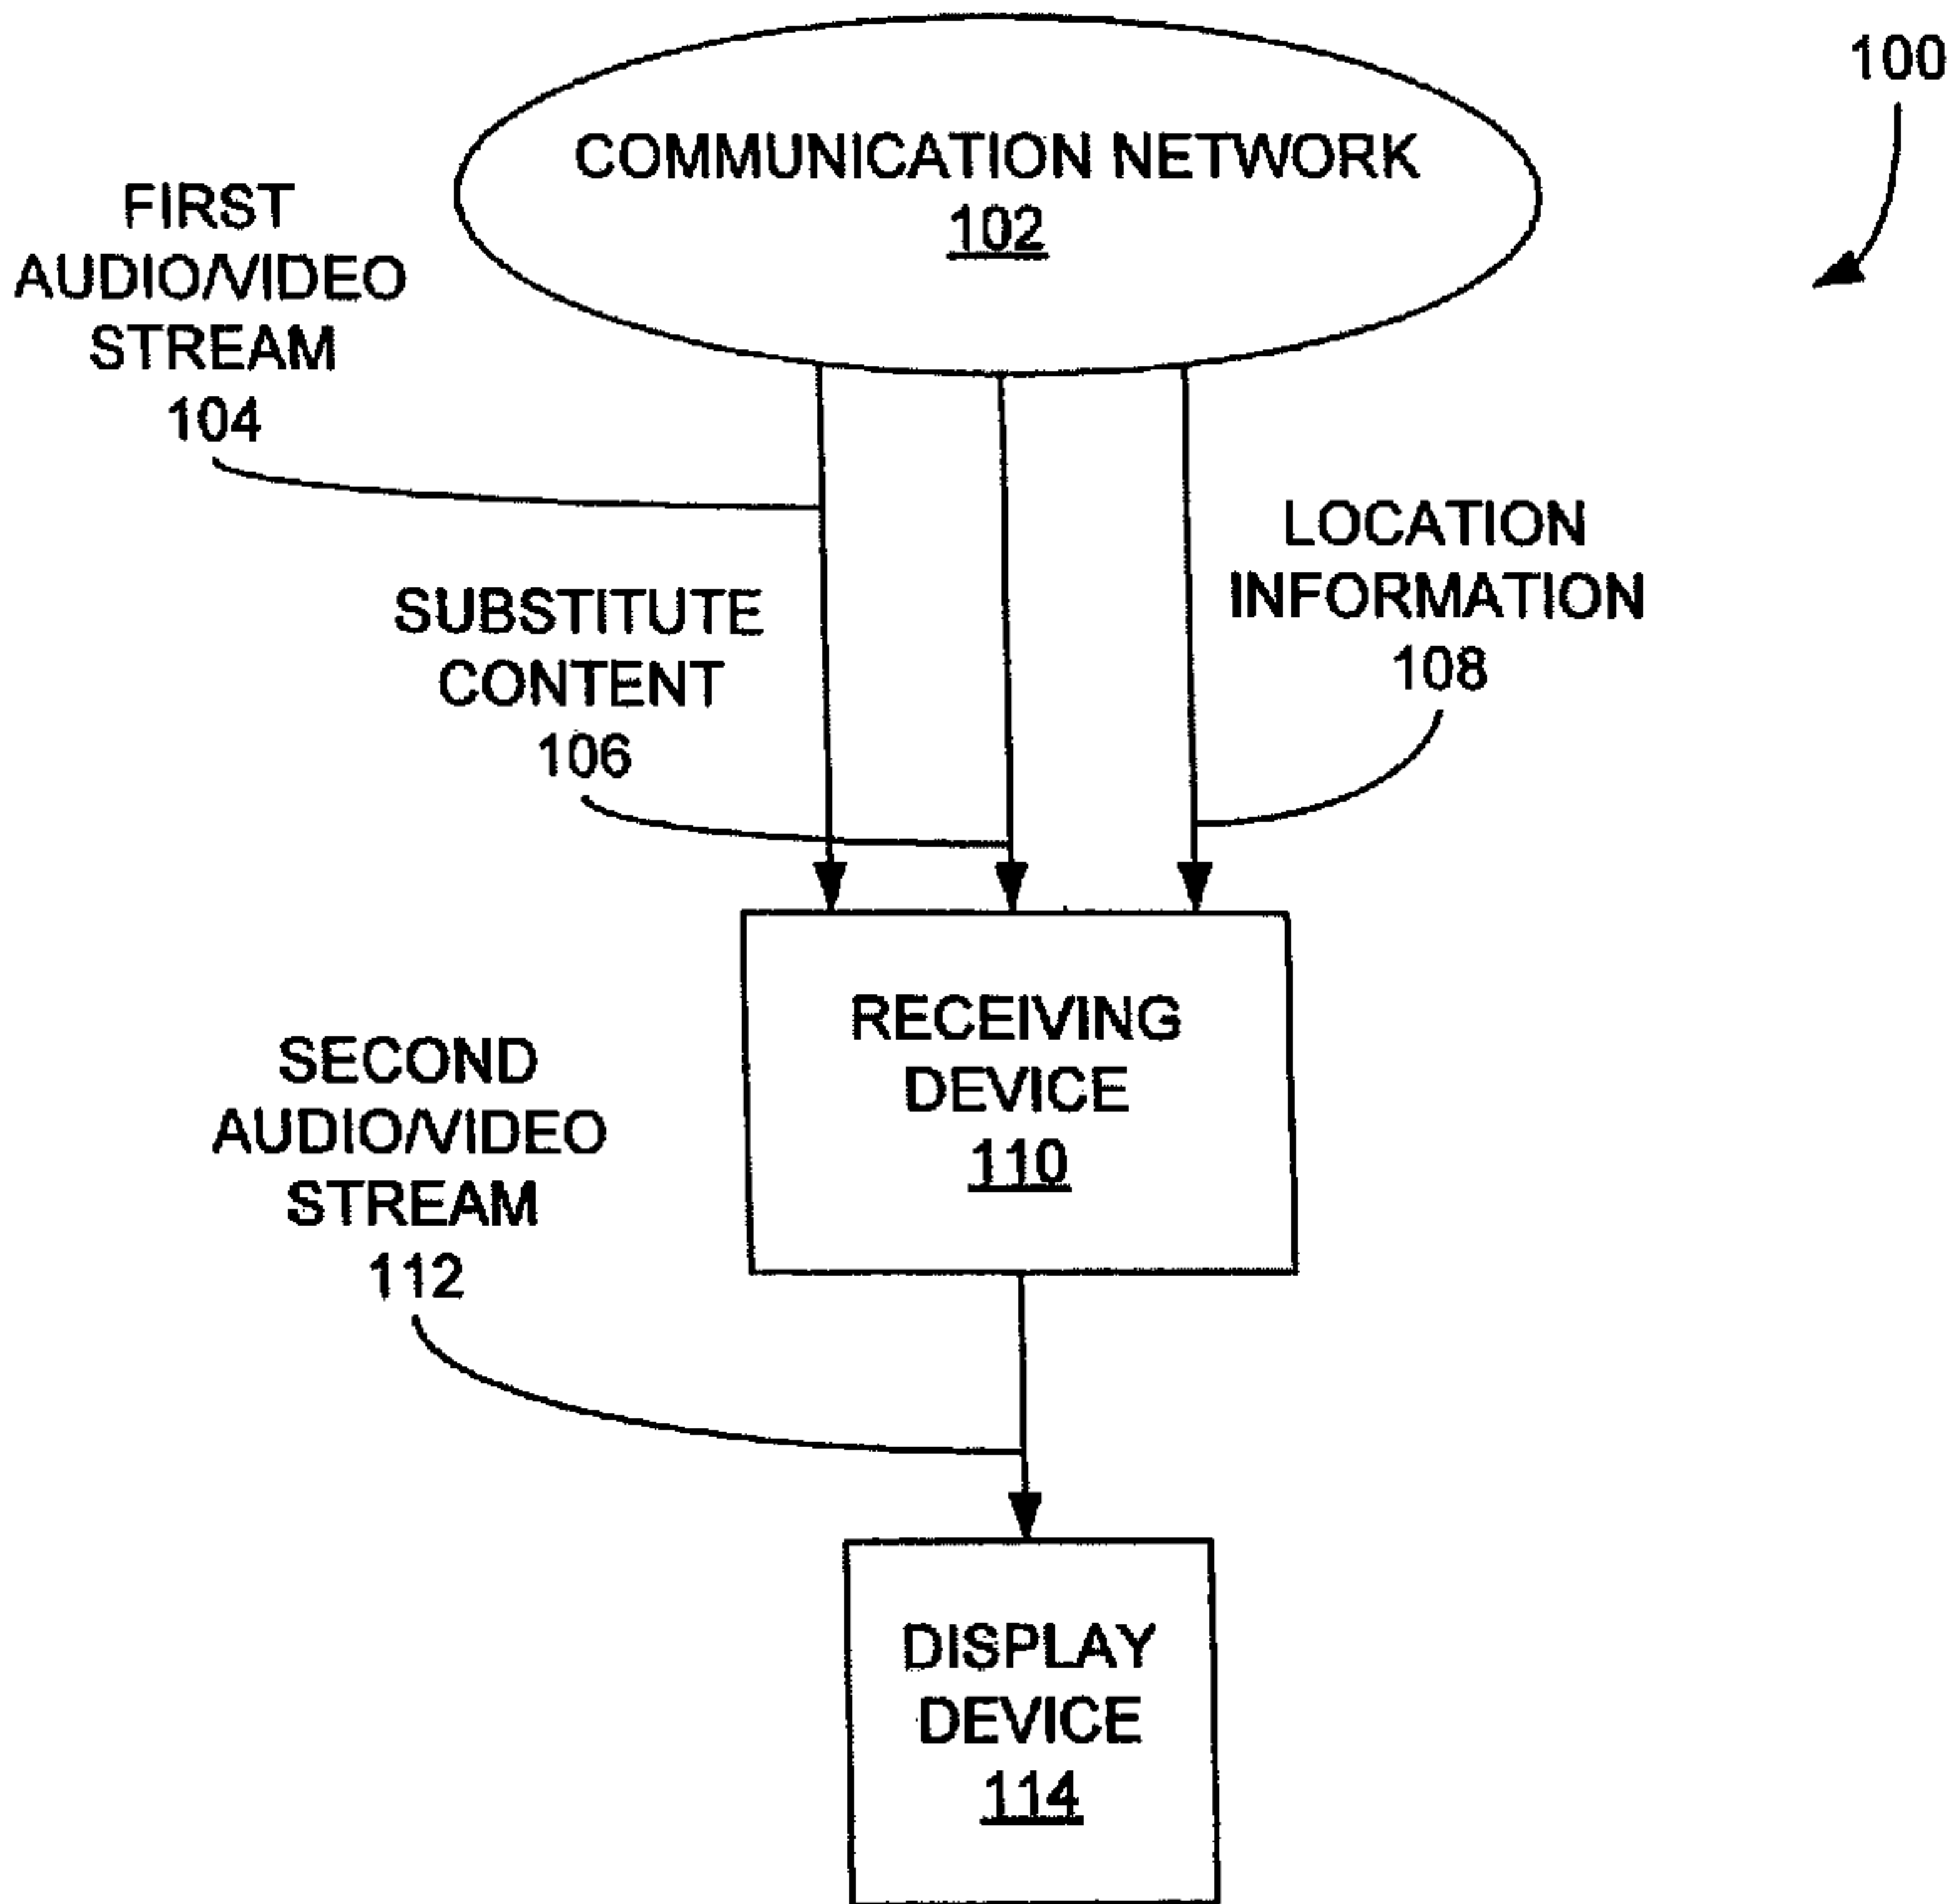 100
COMMUNICATION NETWORK
102
FIRST
AUDIO/VIDEO
STREAM
104
SUBSTITUTE
CONTENT
106
LOCATION
INFORMATION
108
RECEIVING
DEVICE
110
SECOND
AUDIO/VIDEO
STREAM
112
DISPLAY
DEVICE
114